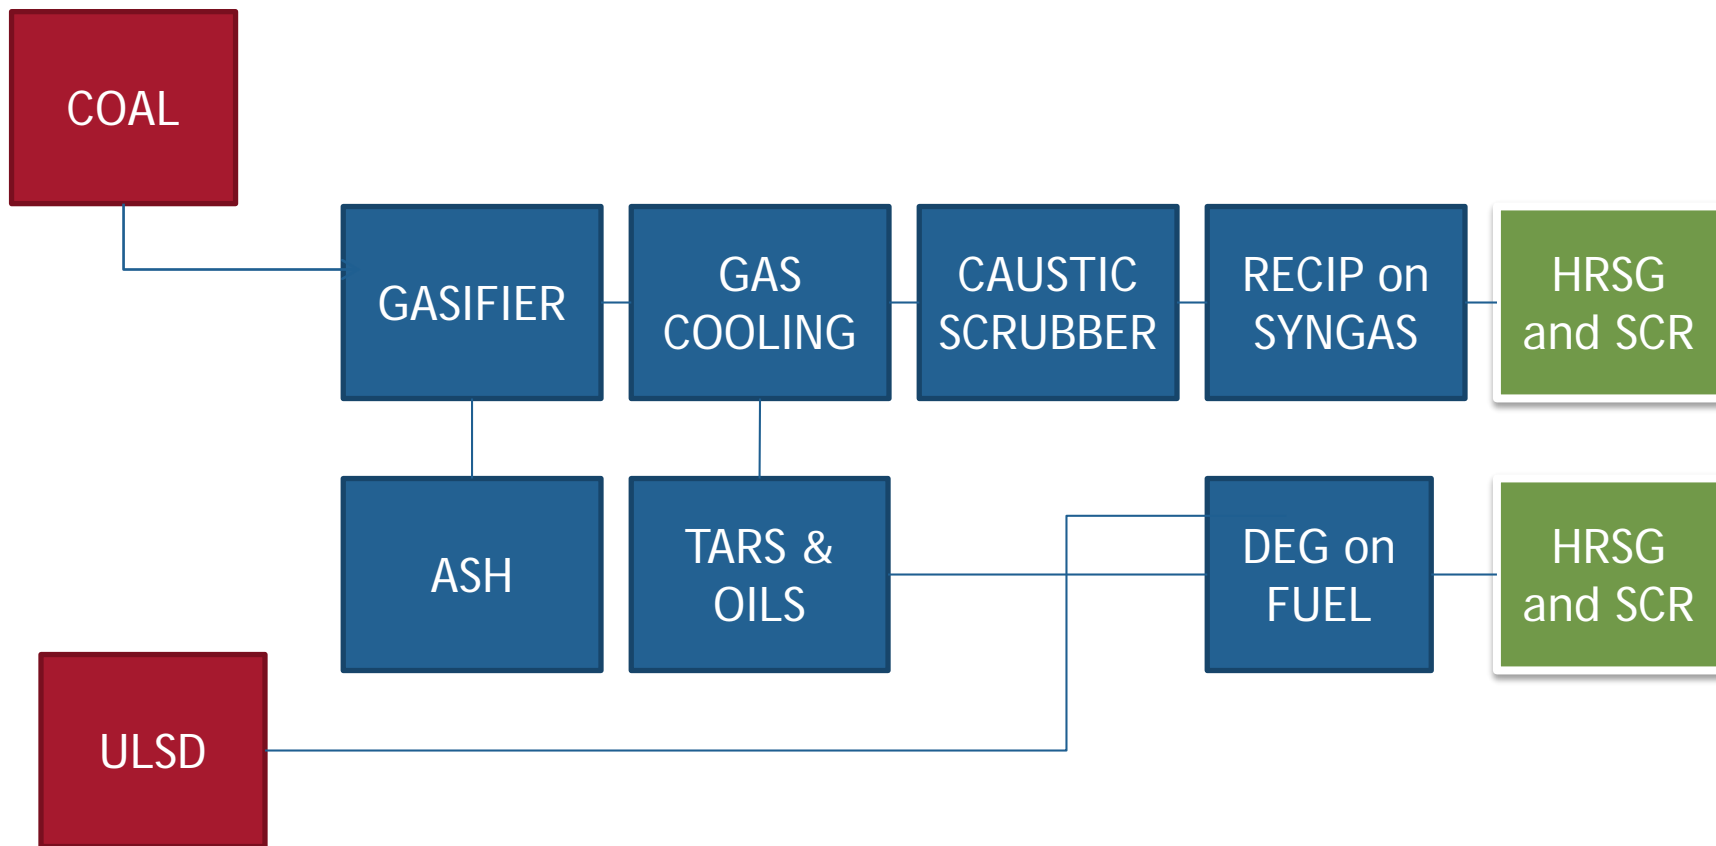 COAL
GASIFIER
GAS
COOLING
CAUSTIC
SCRUBBER
RECIP on
SYNGAS
HRSG
and SCR
ASH
TARS &
OILS
DEG on
FUEL
HRSG
and SCR
ULSD